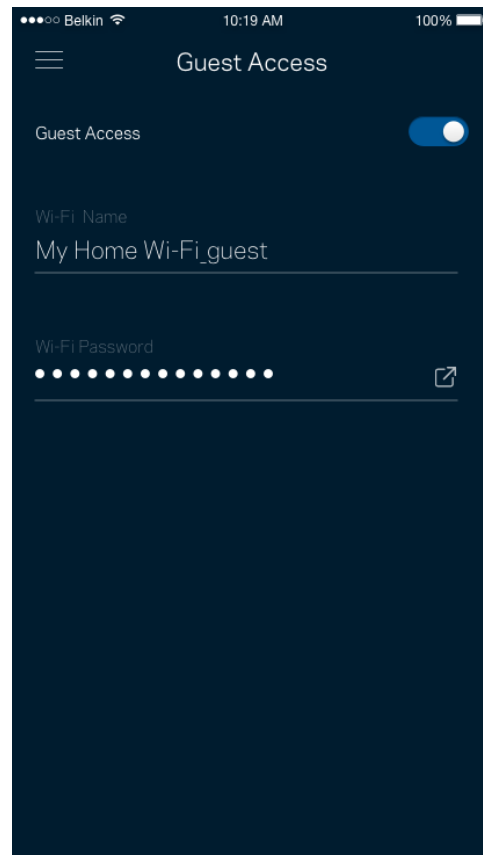 ●●●○○ Belkin 10:19 AM 100%
Guest Access
Guest Access
Wi-Fi Name
My Home Wi-Fi_guest
Wi-Fi Password
●●●●●●●●●●●●●●